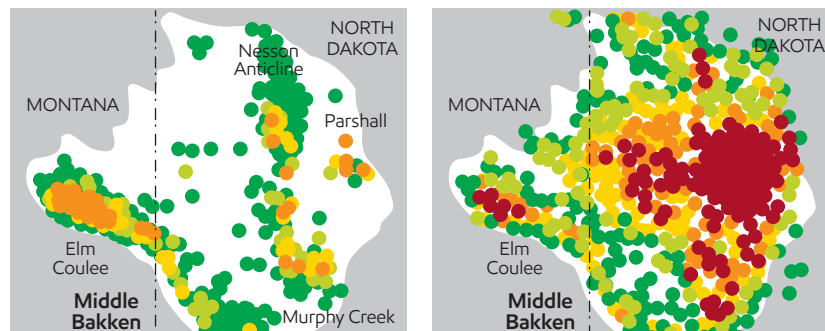 NORTH
DAKOTA
Nesson
Anticline
MONTANA
Parshall
Elm
Coulee
Middle
Bakken
Murphy Creek
NORTH
DAKOTA
MONTANA
Elm
Coulee
Middle
Bakken